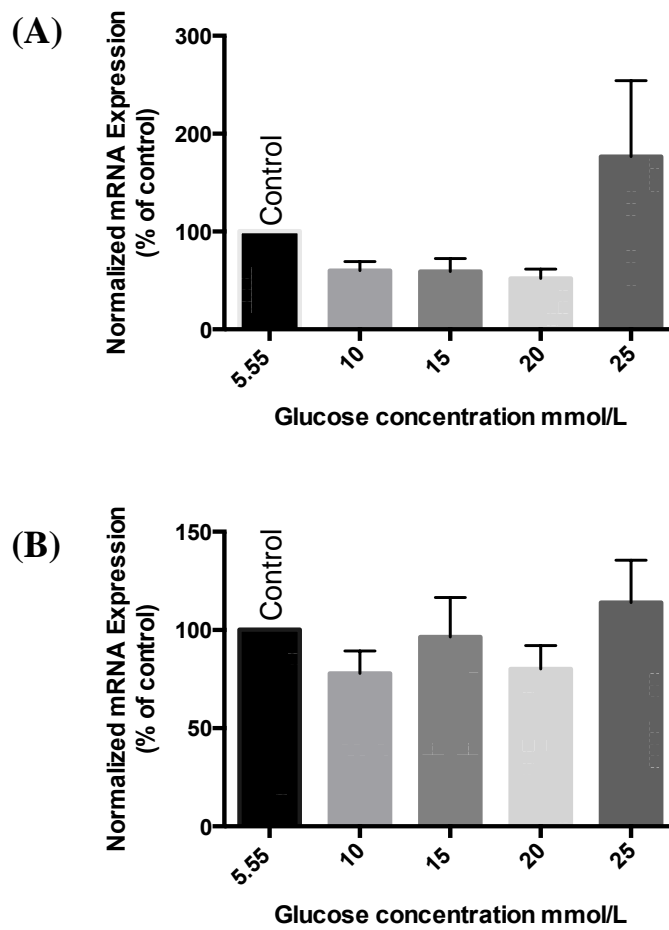 (A)
Normalized mRNA Expression
(% of control)
300
200
100
0
Control
5.55
10
15
20
25
Glucose concentration mmol/L
(B)
Normalized mRNA Expression
(% of control)
150
100
50
0
Control
5.55
10
15
20
25
Glucose concentration mmol/L